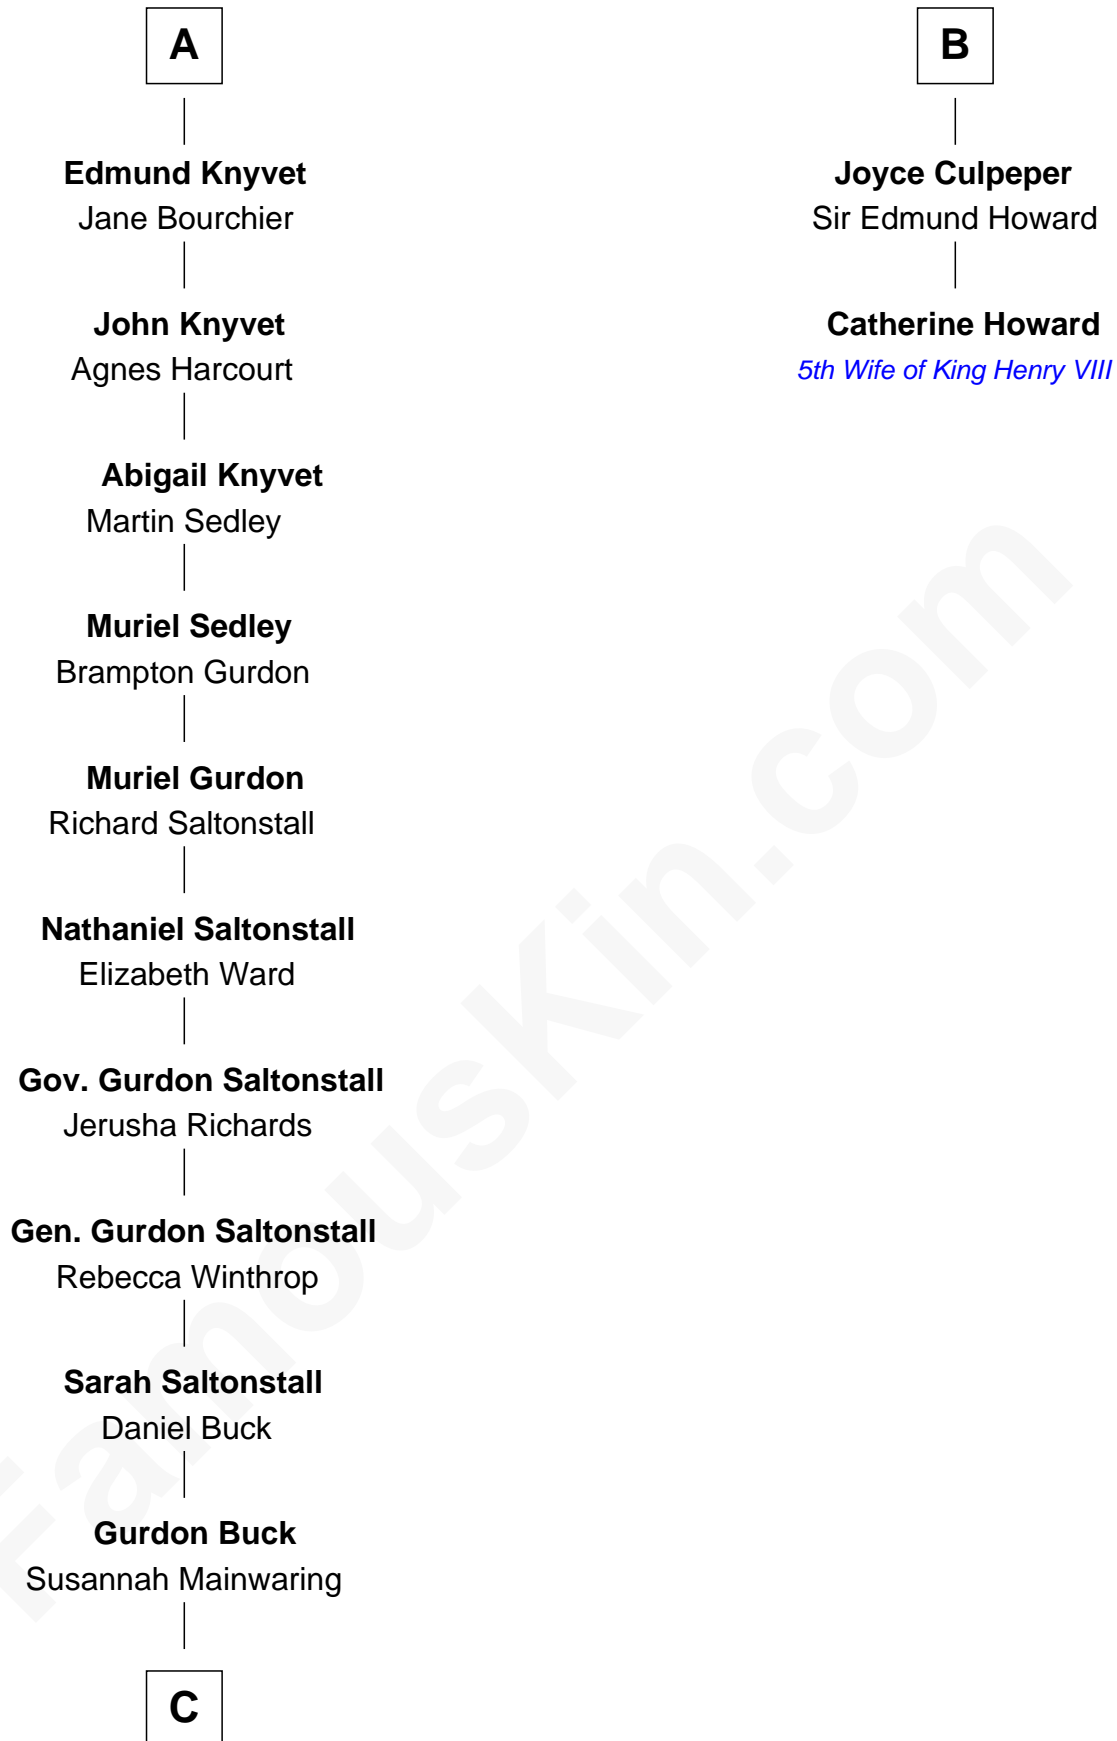 A
Edmund Knyvet
Jane Bourchier
John Knyvet
Agnes Harcourt
Abigail Knyvet
Martin Sedley
Muriel Sedley
Brampton Gurdon
Muriel Gurdon
Richard Saltonstall
Nathaniel Saltonstall
Elizabeth Ward
Gov. Gurdon Saltonstall
Jerusha Richards
Gen. Gurdon Saltonstall
Rebecca Winthrop
Sarah Saltonstall
Daniel Buck
Gurdon Buck
Susannah Mainwaring
C
B
Joyce Culpeper
Sir Edmund Howard
Catherine Howard
5th Wife of King Henry VIII
FamousKin.com